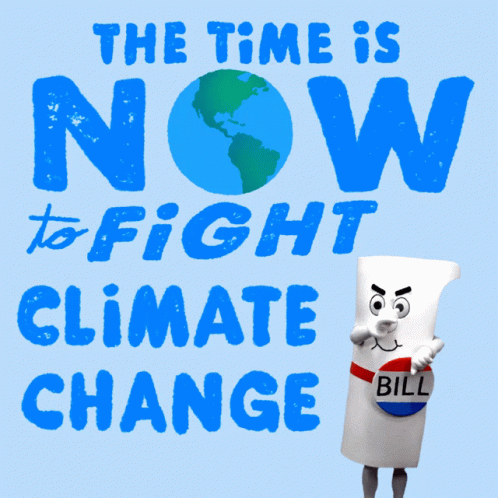 THE TiME iS
NOW
to FiGHT
CLiMATE
CHANGE
BILL